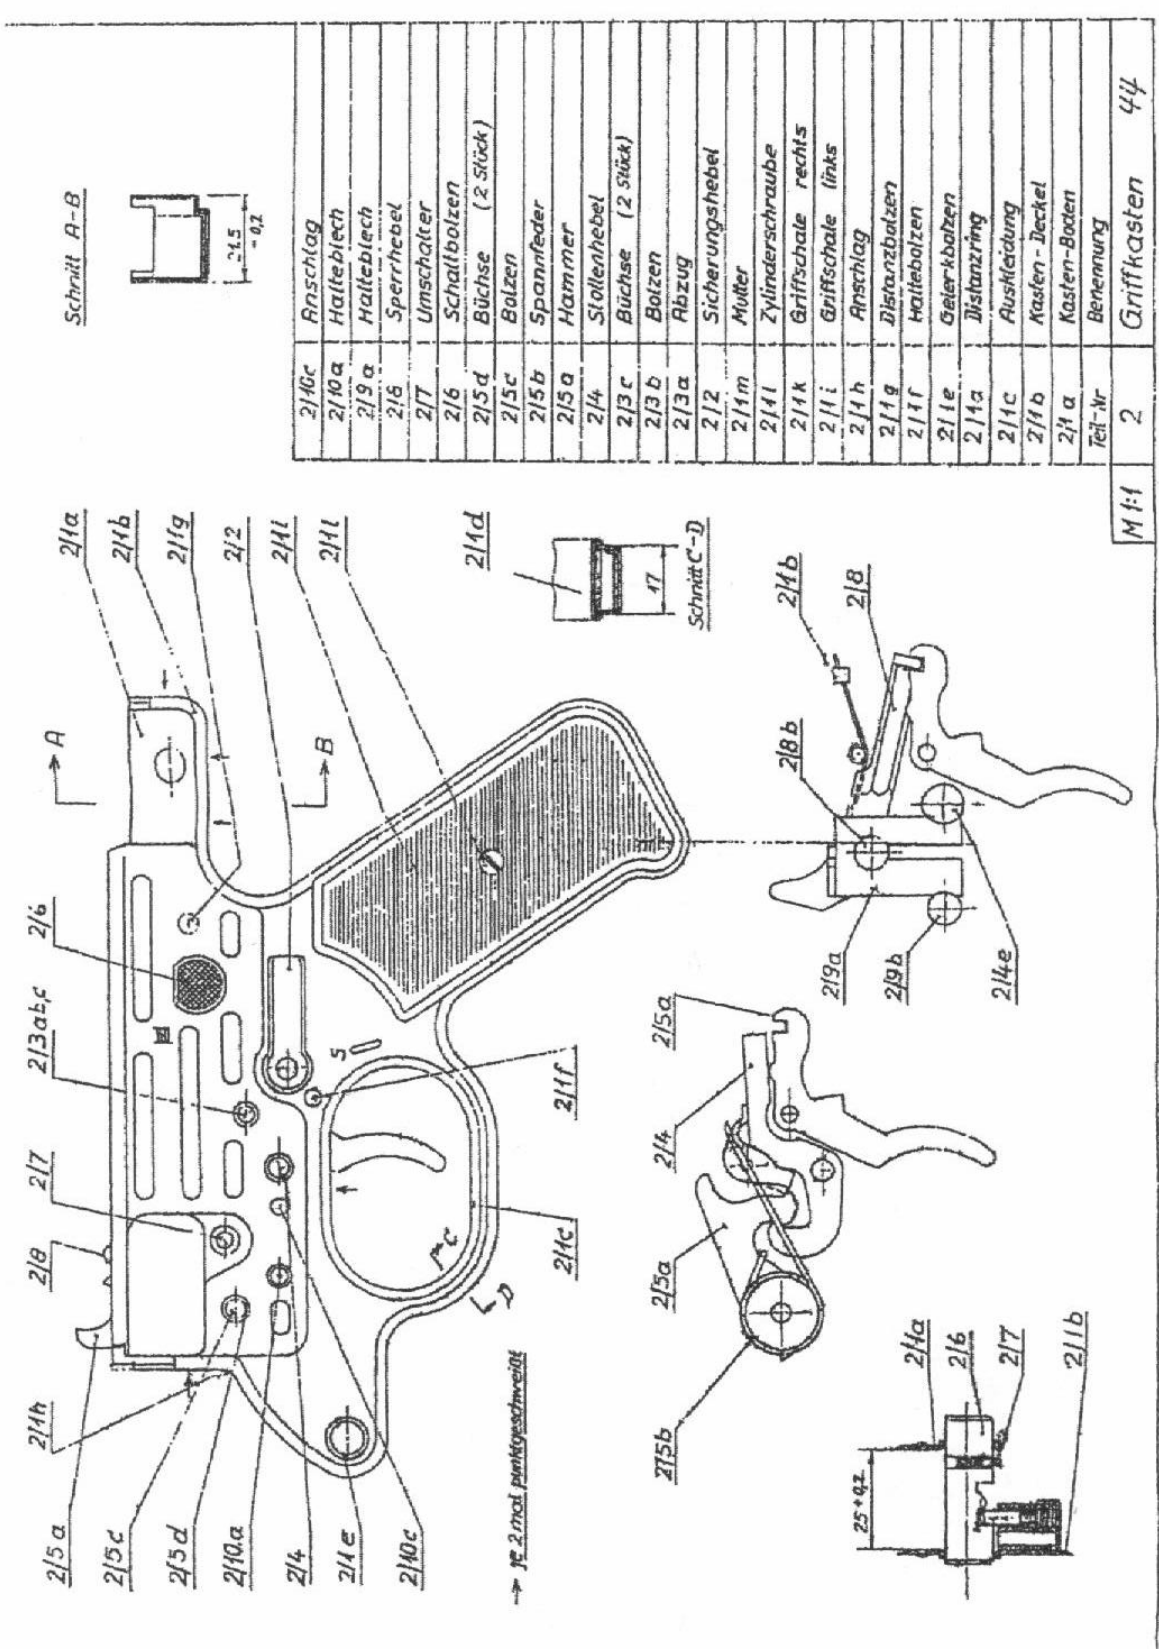 Schnitt A-B
21.5
- 0,2
2/10c Anschlag
2/10a Halteblech
2/9a Halteblech
2/8 Sperrhebel
2/7 Umschalter
2/6 Schaltbolzen
2/5d Büchse (2 Stück)
2/5c Bolzen
2/5b Spannfeder
2/5a Hammer
2/4 Stollenhebel
2/3c Büchse (2 Stück)
2/3b Bolzen
2/3a Abzug
2/2 Sicherungshebel
2/1m Mutter
2/1l Zylinderschraube
2/1k Griffschale rechts
2/1i Griffschale links
2/1h Anschlag
2/1g Distanzbolzen
2/1f Haltebolzen
2/1e Gelenkbolzen
2/1a Distanzring
2/1c Auskleidung
2/1b Kasten-Deckel
2/1a Kasten-Boden
Teil-Nr Benennung
M 1:1 2 Griffkasten 44
2/1a
2/1b
2/1g
2/2
2/1i
2/1l
A
B
2/6
2/3ab,c
2/7
2/8
2/1h
2/5a
2/5c
2/5d
2/10a
2/4
2/1e
2/10c
S
C
D
2/1f
2/1c
→ je 2 mal punktgeschweißt
2/1d
17
Schnitt C-D
2/5a
2/4
2/5a
2/5b
2/1b
2/8
2/8b
2/9a
2/9b
2/4e
25+0,2
2/1a
2/6
2/7
2/1b